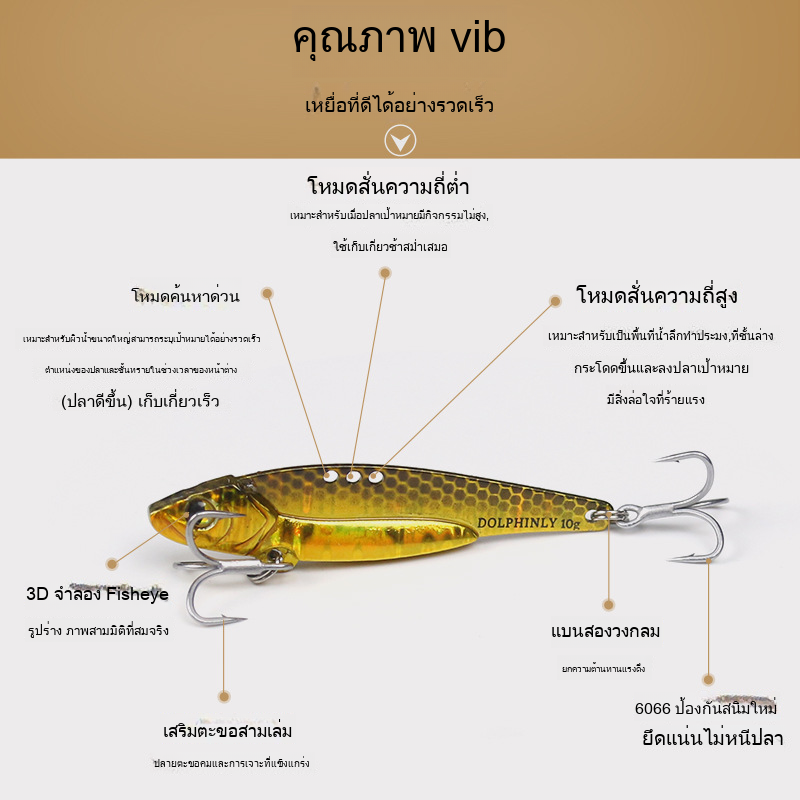 คุณภาพ vib
เหยื่อที่ดีได้อย่างรวดเร็ว
โหมดสั่นความถี่ต่ำ
เหมาะสำหรับเมื่อปลาเป้าหมายมีกิจกรรมไม่สูง,
ใช้เก็บเกี่ยวช้าสม่ำเสมอ
โหมดค้นหาด่วน
เหมาะสำหรับผิวน้ำขนาดใหญ่สามารถระบุเป้าหมายได้อย่างรวดเร็ว
ตำแหน่งของปลาและชั้นทรายในช่วงเวลาของหน้าต่าง
(ปลาดีขึ้น) เก็บเกี่ยวเร็ว
โหมดสั่นความถี่สูง
เหมาะสำหรับเป็นพื้นที่น้ำลึกทำประมง,ที่ชั้นล่าง
กระโดดขึ้นและลงปลาเป้าหมาย
มีสิ่งล่อใจที่ร้ายแรง
DOLPHINLY 10g
3D จำลอง Fisheye
รูปร่าง ภาพสามมิติที่สมจริง
แบนสองวงกลม
ยกความต้านทานแรงดึง
เสริมตะขอสามเล่ม
ปลายตะขอคมและการเจาะที่แข็งแกร่ง
6066 ป้องกันสนิมใหม่
ยึดแน่นไม่หนีปลา